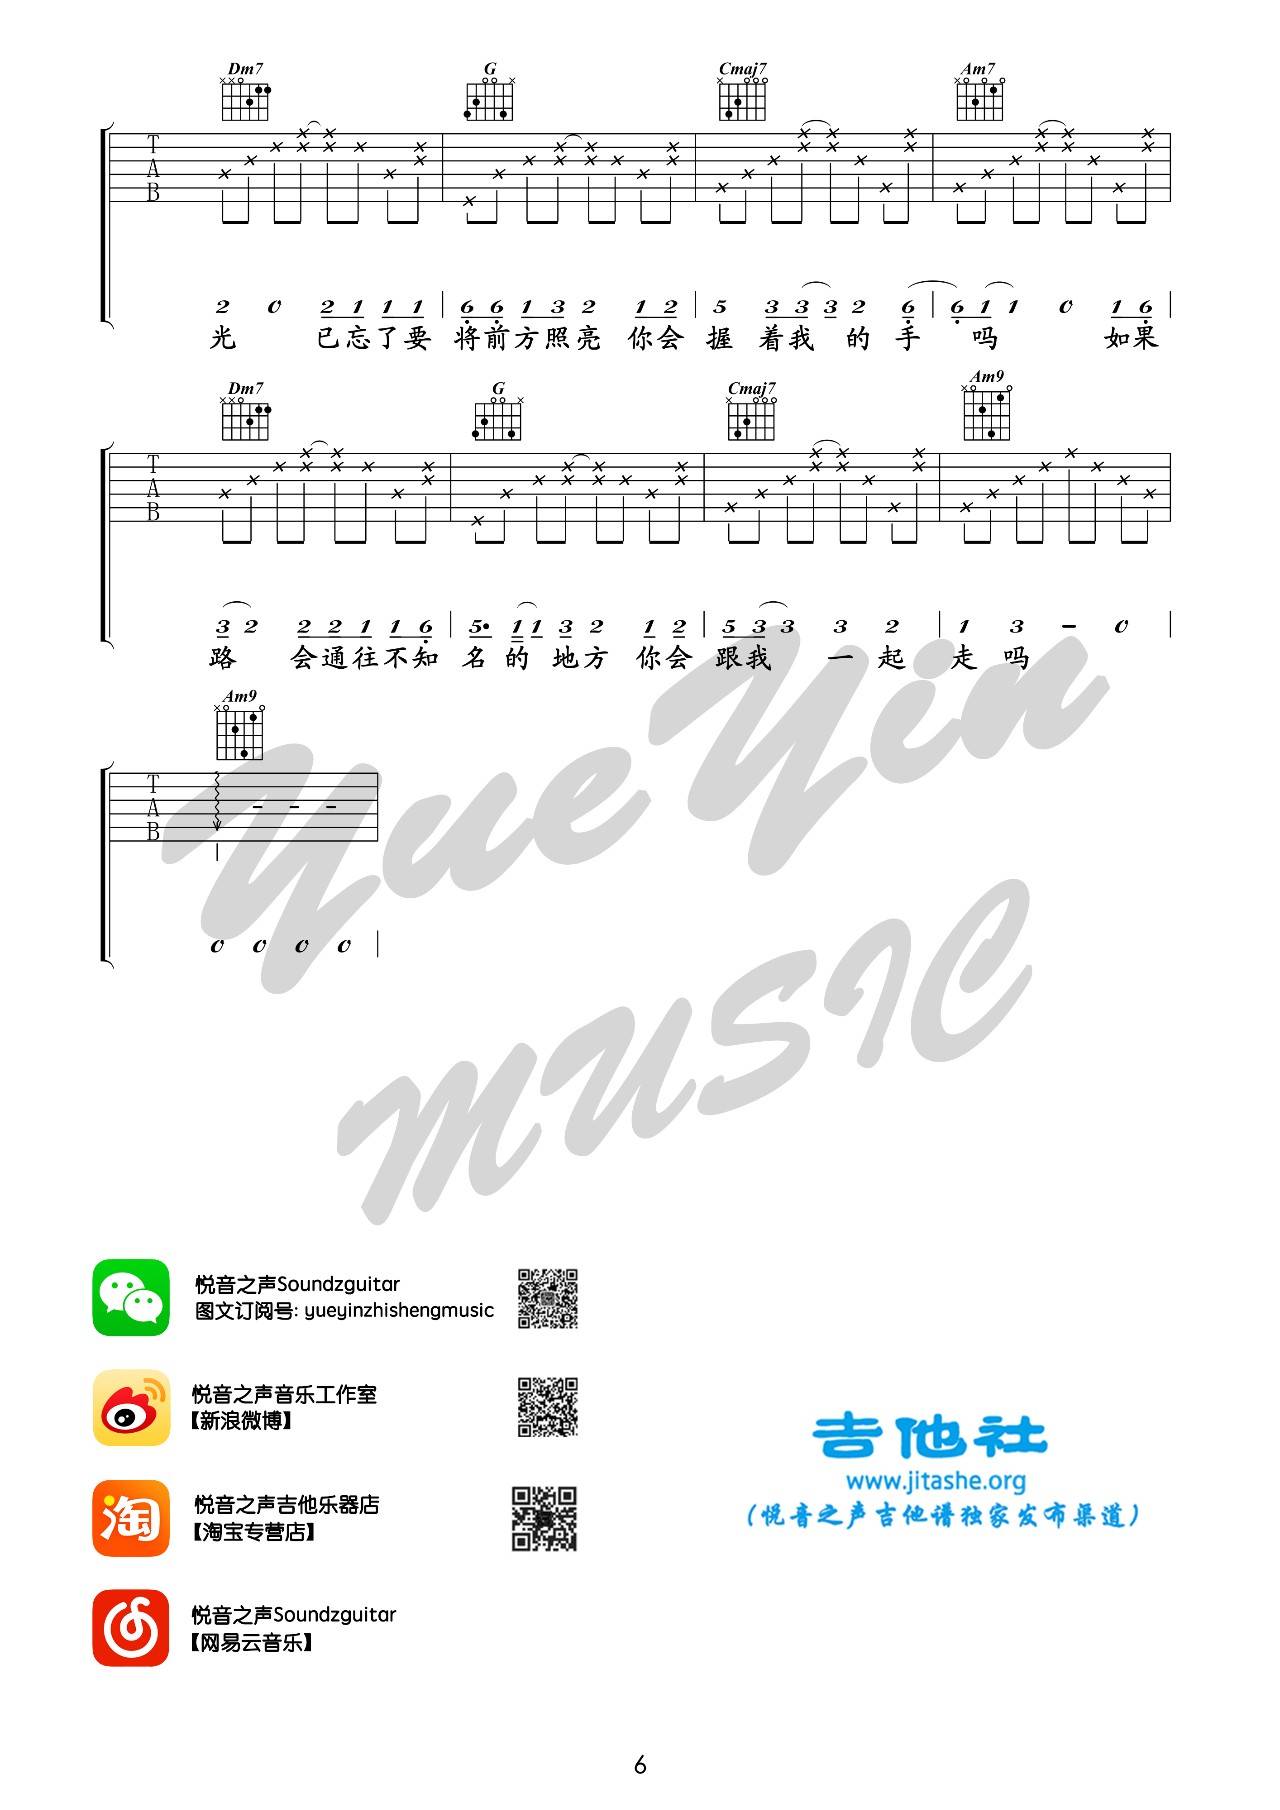 Dm7 G Cmaj7 Am7
T
A
B
2 0 2 1 1 1 6 6 1 3 2 1 2 5 3 3 3 2 6 6 1 1 0 1 6
光 已忘了要 将前方照亮 你会 握着我的手 吗 如果
Dm7 G Cmaj7 Am9
T
A
B
3 2 2 2 1 1 6 5· 1 1 3 2 1 2 5 3 3 3 2 1 3 – 0
路 会通往不知 名的地方 你会 跟我 一起 走吗
Am9
T
A
B
0 0 0 0
YueYin
MUSIC
悦音之声Soundzguitar
图文订阅号: yueyinzhishengmusic
悦音之声音乐工作室
【新浪微博】
淘
悦音之声吉他乐器店
【淘宝专营店】
悦音之声Soundzguitar
【网易云音乐】
吉他社
www.jitashe.org
（悦音之声吉他谱独家发布渠道）
6